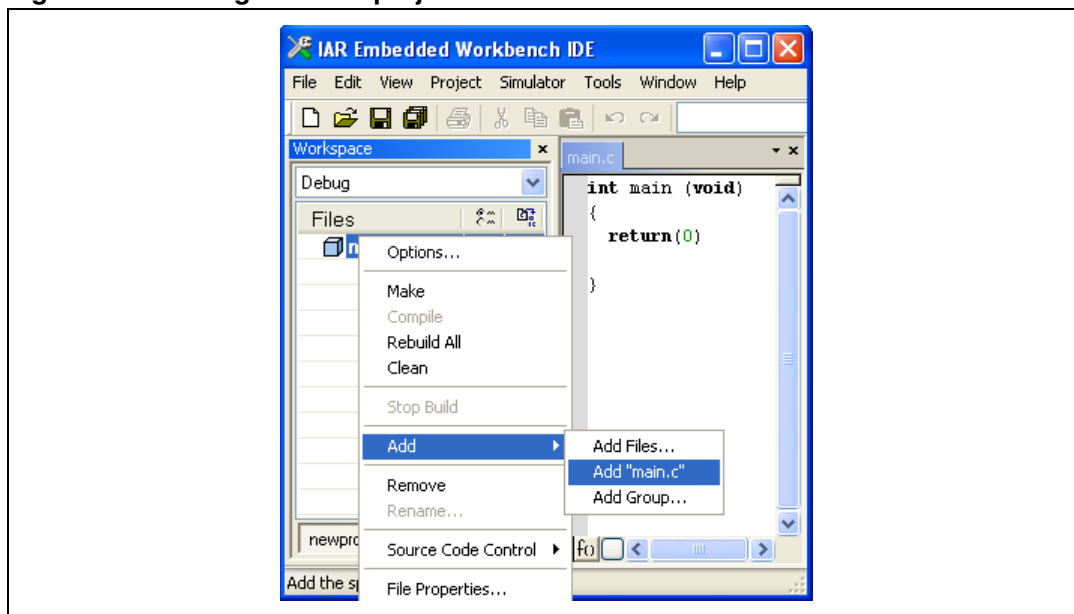 IAR Embedded Workbench IDE
File Edit View Project Simulator Tools Window Help
Workspace
main.c
Debug
Files
int main (void)
{
return(0)
}
Options...
Make
Compile
Rebuild All
Clean
Stop Build
Add
Add Files...
Add "main.c"
Add Group...
Remove
Rename...
Source Code Control
File Properties...
newpro
f()
Add the sp